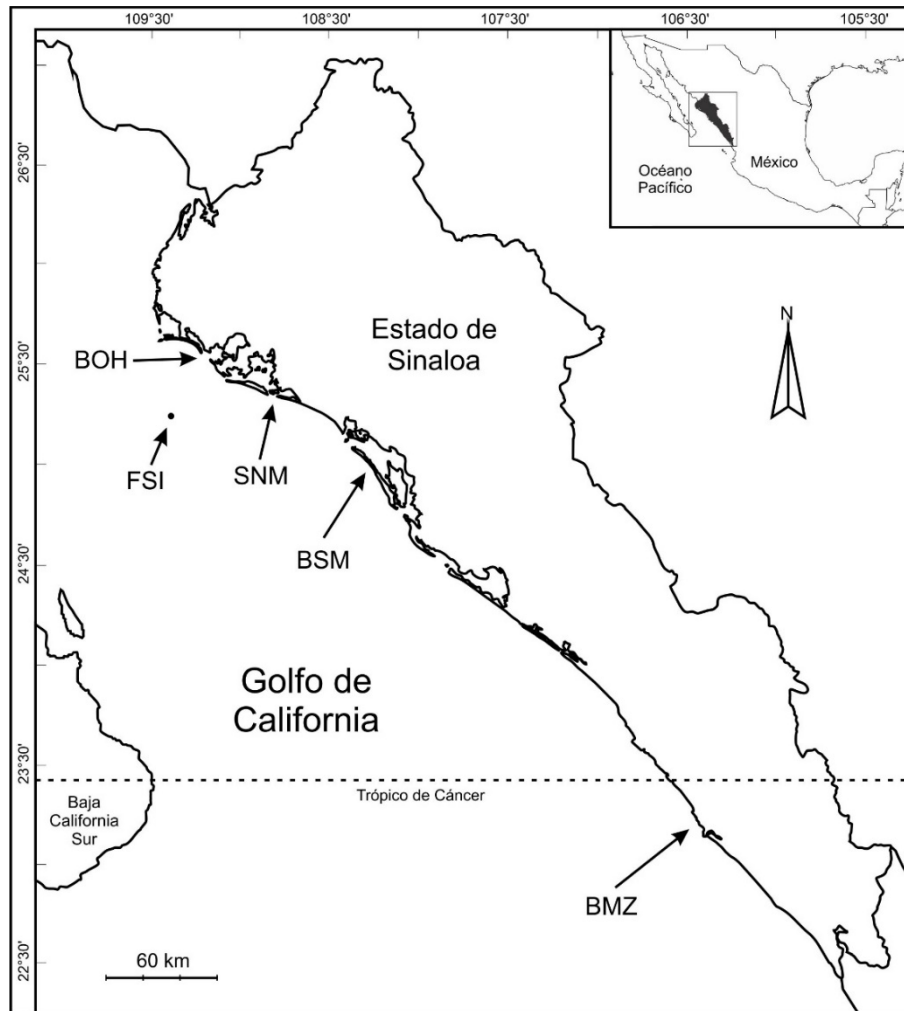 109°30'
108°30'
107°30'
106°30'
105°30'
26°30'
25°30'
24°30'
23°30'
22°30'
Océano
Pacífico
México
N
Estado de
Sinaloa
BOH
FSI
SNM
BSM
Golfo de
California
Trópico de Cáncer
Baja
California
Sur
BMZ
60 km